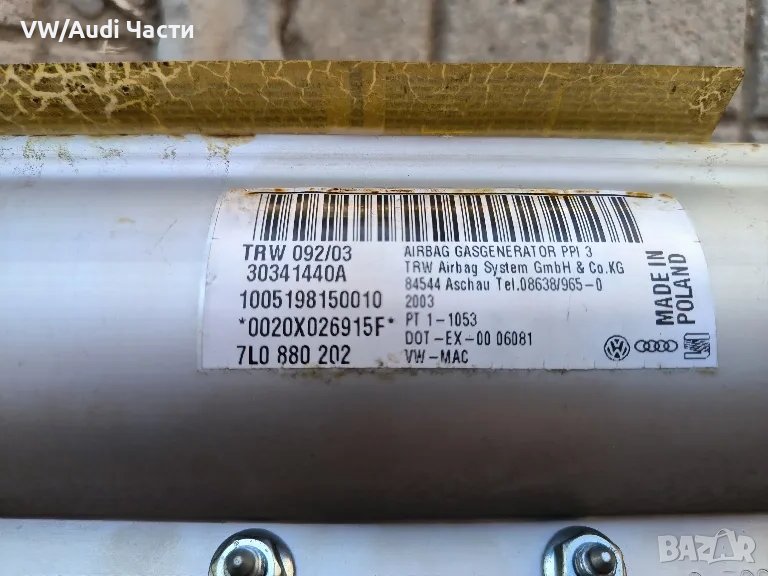 VW/Audi Части
TRW 092/03
30341440A
1005198150010
*0020X026915F*
7L0 880 202
AIRBAG GASGENERATOR PPI 3
TRW Airbag System GmbH & Co.KG
84544 Aschau Tel.08638/965-0
2003
PT 1-1053
DOT-EX-00 06081
VW-MAC
MADE IN
POLAND
BAZAR